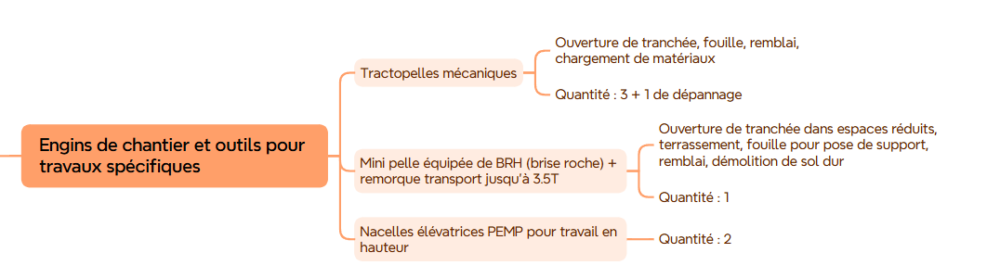 Engins de chantier et outils pour
travaux spécifiques
Tractopelles mécaniques
Ouverture de tranchée, fouille, remblai,
chargement de matériaux
Quantité : 3 + 1 de dépannage
Mini pelle équipée de BRH (brise roche) +
remorque transport jusqu'à 3.5T
Ouverture de tranchée dans espaces réduits,
terrassement, fouille pour pose de support,
remblai, démolition de sol dur
Quantité : 1
Nacelles élévatrices PEMP pour travail en
hauteur
Quantité : 2